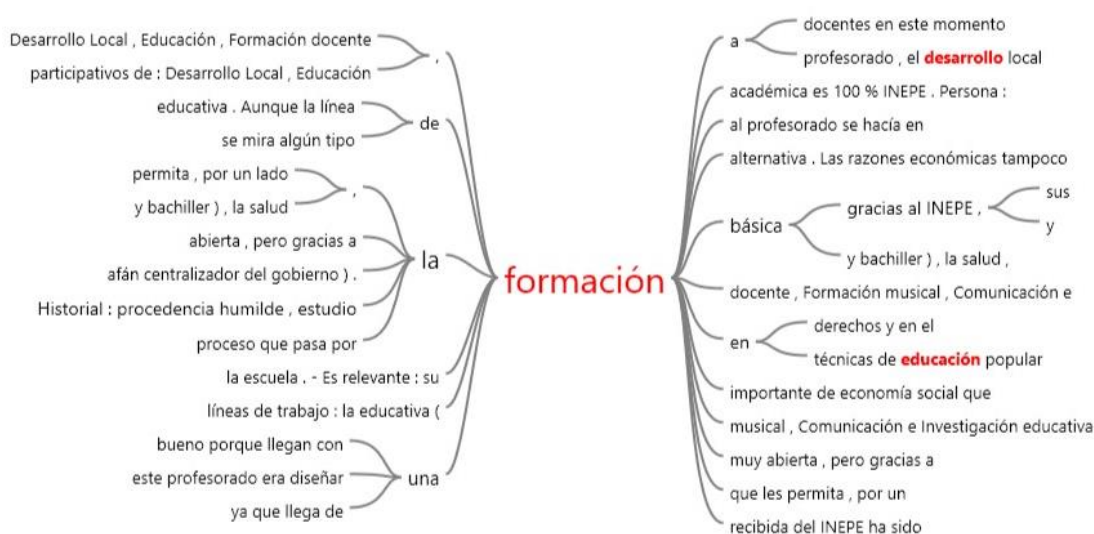 Desarrollo Local , Educación , Formación docente
participativos de : Desarrollo Local , Educación
,
educativa . Aunque la línea
se mira algún tipo
de
permita , por un lado
y bachiller ) , la salud
,
abierta , pero gracias a
afán centralizador del gobierno ) .
Historial : procedencia humilde , estudio
proceso que pasa por
la
la escuela . - Es relevante : su
líneas de trabajo : la educativa (
bueno porque llegan con
este profesorado era diseñar
ya que llega de
una
formación
a
docentes en este momento
profesorado , el desarrollo local
académica es 100 % INEPE . Persona :
al profesorado se hacía en
alternativa . Las razones económicas tampoco
básica
gracias al INEPE ,
sus
y
y bachiller ) , la salud ,
docente , Formación musical , Comunicación e
en
derechos y en el
técnicas de educación popular
importante de economía social que
musical , Comunicación e Investigación educativa
muy abierta , pero gracias a
que les permita , por un
recibida del INEPE ha sido